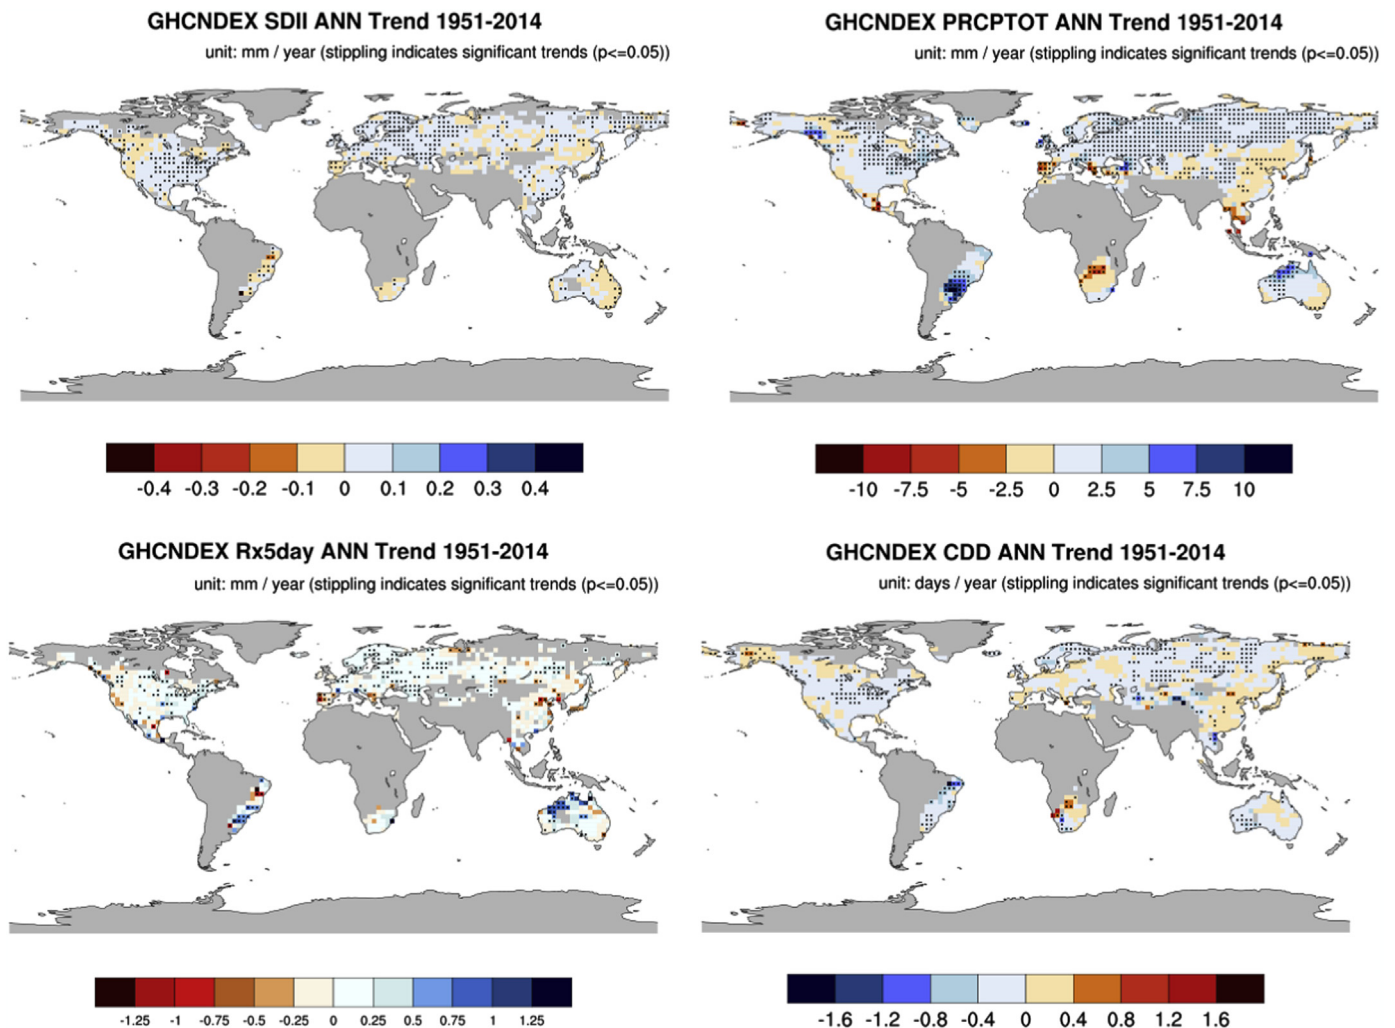 GHCNDEX SDII ANN Trend 1951-2014
unit: mm / year (stippling indicates significant trends (p<=0.05))
-0.4 -0.3 -0.2 -0.1 0 0.1 0.2 0.3 0.4
GHCNDEX PRCPTOT ANN Trend 1951-2014
unit: mm / year (stippling indicates significant trends (p<=0.05))
-10 -7.5 -5 -2.5 0 2.5 5 7.5 10
GHCNDEX Rx5day ANN Trend 1951-2014
unit: mm / year (stippling indicates significant trends (p<=0.05))
-1.25 -1 -0.75 -0.5 -0.25 0 0.25 0.5 0.75 1 1.25
GHCNDEX CDD ANN Trend 1951-2014
unit: days / year (stippling indicates significant trends (p<=0.05))
-1.6 -1.2 -0.8 -0.4 0 0.4 0.8 1.2 1.6